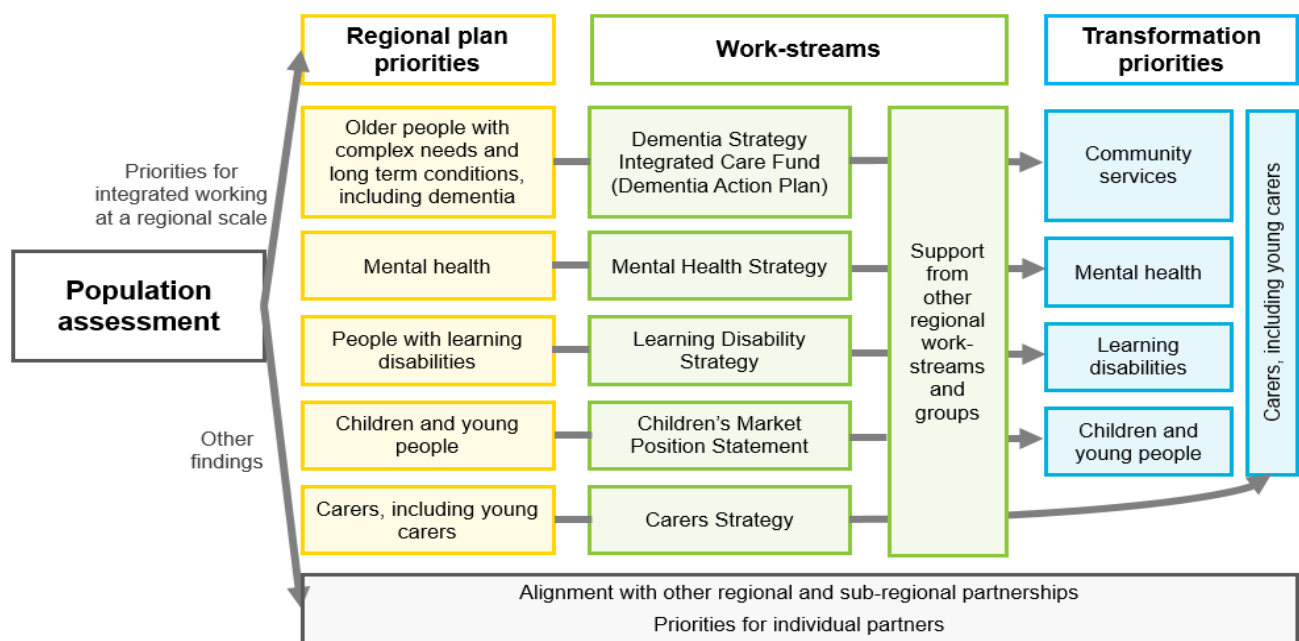 Regional plan
priorities
Work-streams
Transformation
priorities
Priorities for
integrated working
at a regional scale
Population
assessment
Other
findings
Older people with
complex needs and
long term conditions,
including dementia
Dementia Strategy
Integrated Care Fund
(Dementia Action Plan)
Community
services
Mental health
Mental Health Strategy
Mental health
People with learning
disabilities
Learning Disability
Strategy
Learning
disabilities
Children and young
people
Children’s Market
Position Statement
Children and
young people
Carers, including young
carers
Carers Strategy
Support
from
other
regional
work-
streams
and
groups
Carers, including young carers
Alignment with other regional and sub-regional partnerships
Priorities for individual partners